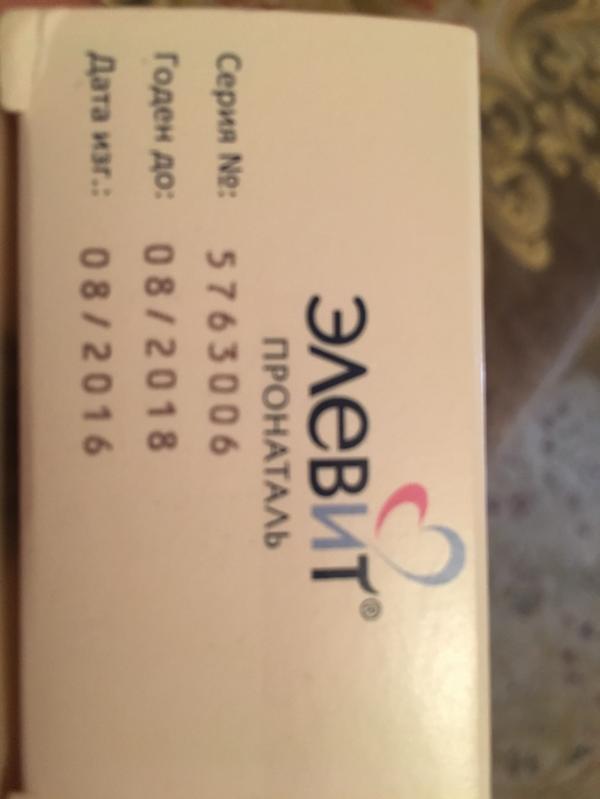 ЭЛЕВИТ®
ПРОНАТАЛЬ
Серия №: 5763006
Годен до: 08/2018
Дата изг.: 08/2016